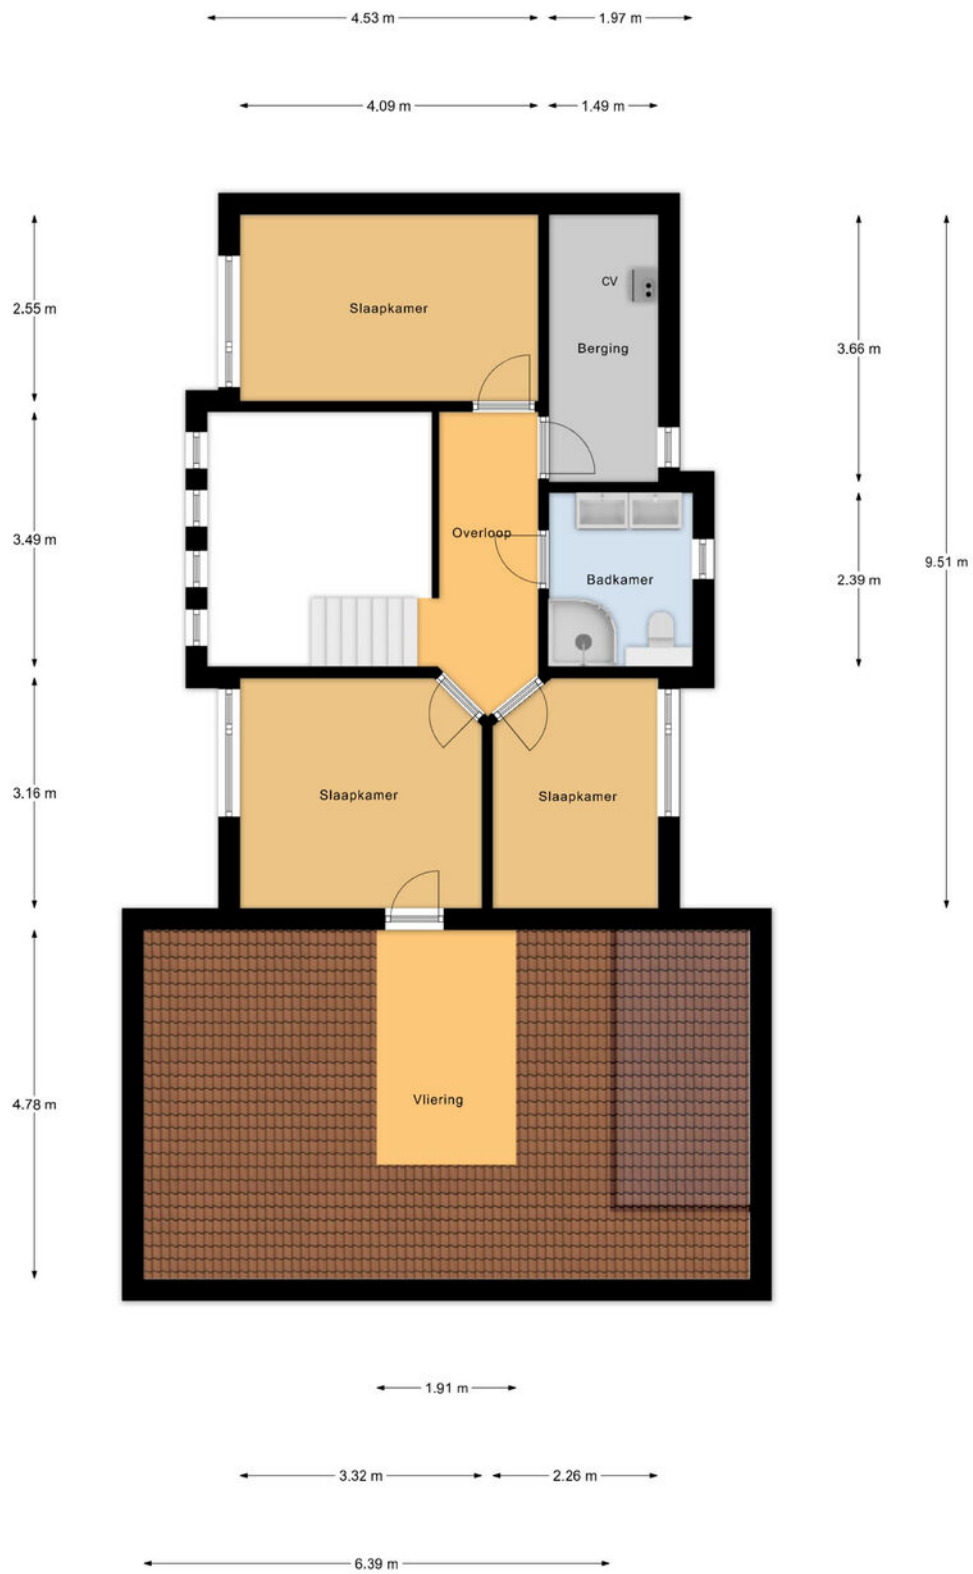 4.53 m
1.97 m
4.09 m
1.49 m
2.55 m
Slaapkamer
CV
Berging
3.66 m
3.49 m
Overloop
Badkamer
2.39 m
9.51 m
3.16 m
Slaapkamer
Slaapkamer
4.78 m
Vliering
1.91 m
3.32 m
2.26 m
6.39 m